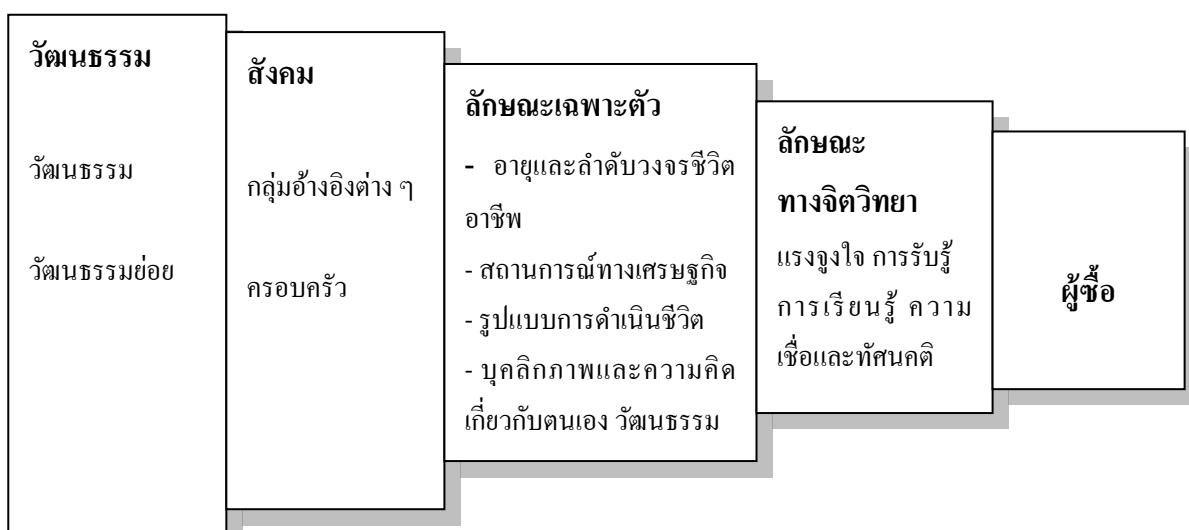 วัฒนธรรม
วัฒนธรรม
วัฒนธรรมย่อย
สังคม
กลุ่มอ้างอิงต่าง ๆ
ครอบครัว
ลักษณะเฉพาะตัว
- อายุและลำดับวงจรชีวิต
อาชีพ
- สถานการณ์ทางเศรษฐกิจ
- รูปแบบการดำเนินชีวิต
- บุคลิกภาพและความคิด
เกี่ยวกับตนเอง วัฒนธรรม
ลักษณะ
ทางจิตวิทยา
แรงจูงใจ การรับรู้
การเรียนรู้ ความ
เชื่อและทัศนคติ
ผู้ซื้อ